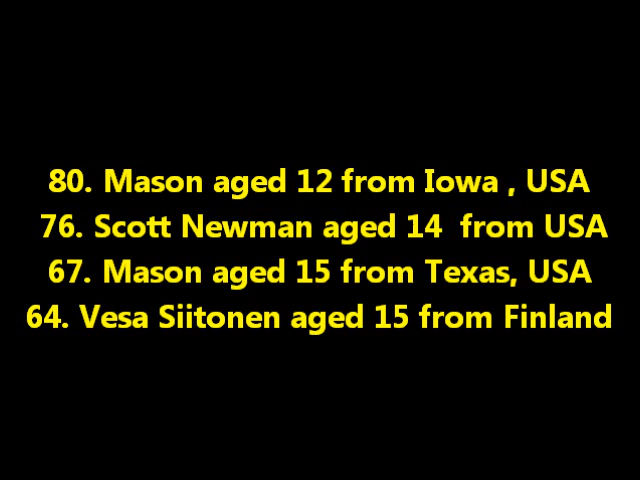 80. Mason aged 12 from Iowa , USA
76. Scott Newman aged 14  from USA
67. Mason aged 15 from Texas, USA
64. Vesa Siitonen aged 15 from Finland